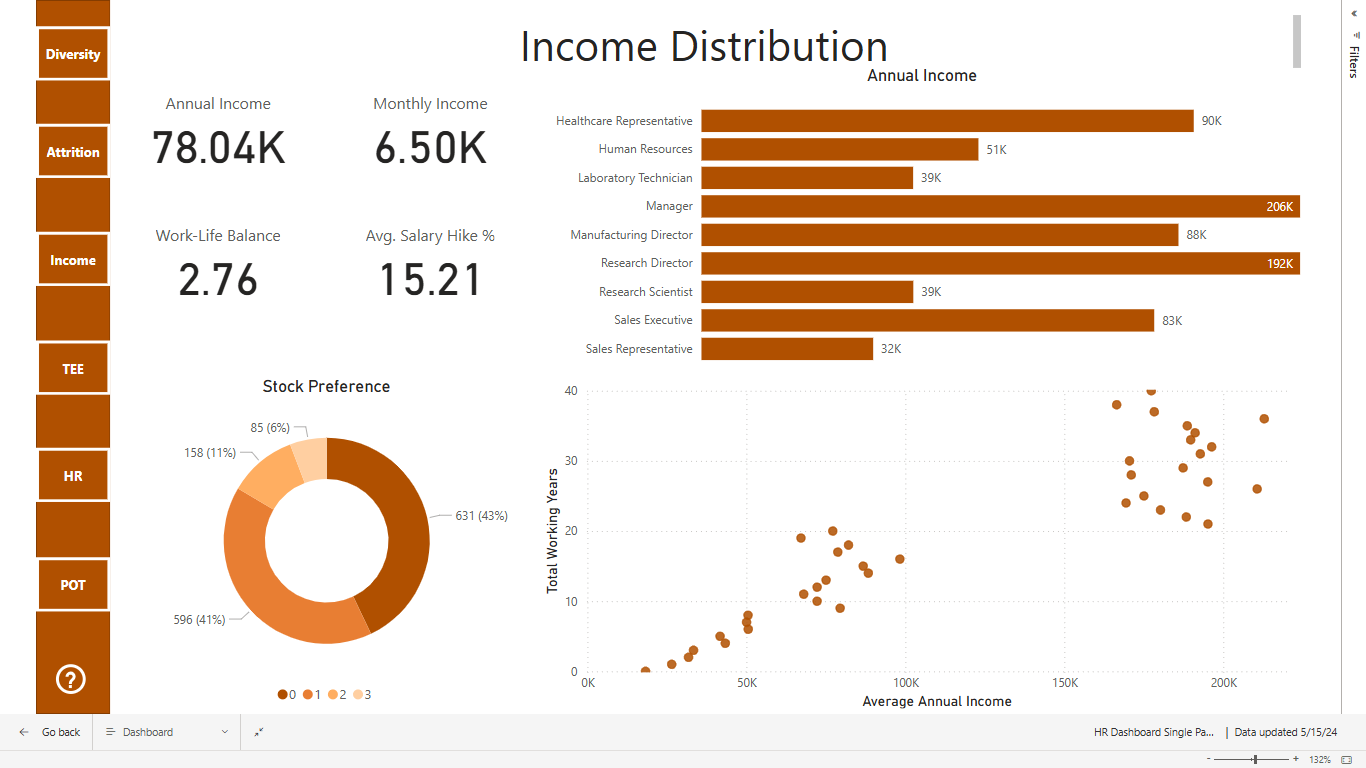 Diversity
Attrition
Income
TEE
HR
POT
?
Income Distribution
Annual Income
78.04K
Monthly Income
6.50K
Work-Life Balance
2.76
Avg. Salary Hike %
15.21
Annual Income
Healthcare Representative 90K
Human Resources 51K
Laboratory Technician 39K
Manager 206K
Manufacturing Director 88K
Research Director 192K
Research Scientist 39K
Sales Executive 83K
Sales Representative 32K
Stock Preference
85 (6%)
158 (11%)
631 (43%)
596 (41%)
0 1 2 3
Total Working Years
40
30
20
10
0
0K 50K 100K 150K 200K
Average Annual Income
Filters
Go back
Dashboard
HR Dashboard Single Pa... | Data updated 5/15/24
- + 132%